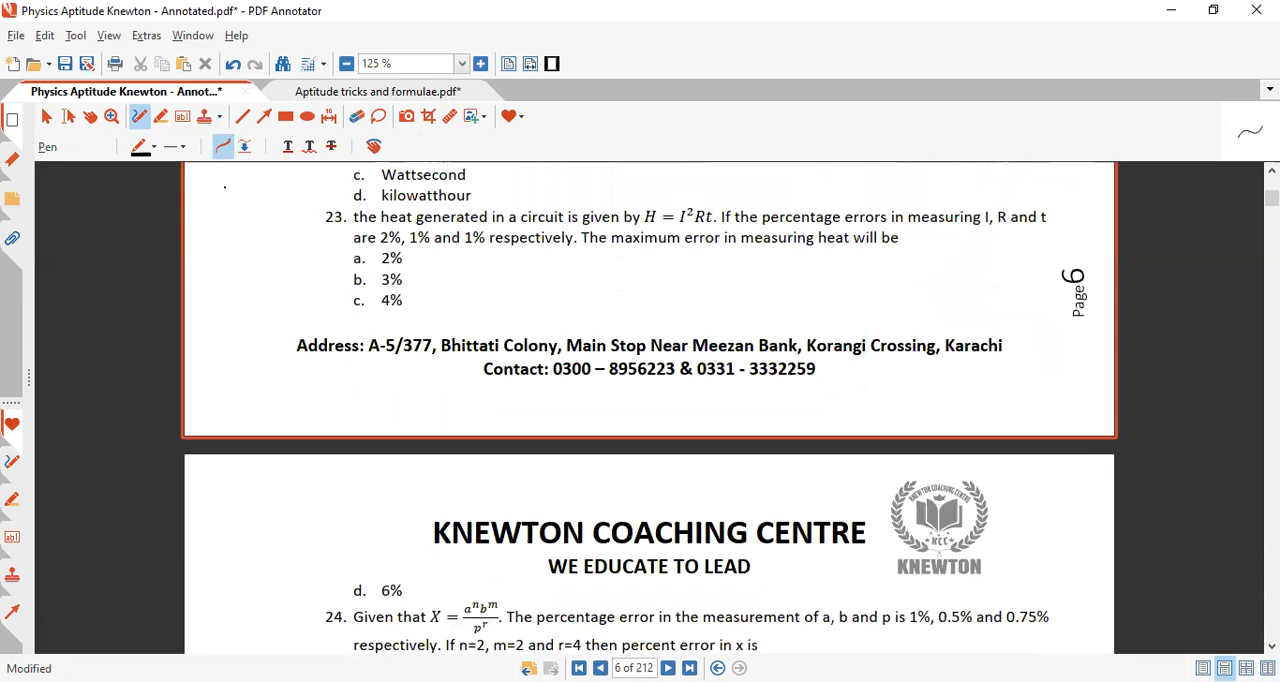 Physics Aptitude Knewton - Annotated.pdf* - PDF Annotator
File Edit Tool View Extras Window Help
125 %
Physics Aptitude Knewton - Annot...*
Aptitude tricks and formulae.pdf*
Pen
c. Wattsecond
d. kilowatthour
23. the heat generated in a circuit is given by H = I²Rt. If the percentage errors in measuring I, R and t
are 2%, 1% and 1% respectively. The maximum error in measuring heat will be
a. 2%
b. 3%
c. 4%
Page6
Address: A-5/377, Bhittati Colony, Main Stop Near Meezan Bank, Korangi Crossing, Karachi
Contact: 0300 – 8956223 & 0331 - 3332259
KNEWTON COACHING CENTRE
WE EDUCATE TO LEAD
KNEWTON COACHING CENTRE
KCC
KNEWTON
d. 6%
24. Given that X = aⁿbᵐ/pʳ. The percentage error in the measurement of a, b and p is 1%, 0.5% and 0.75%
respectively. If n=2, m=2 and r=4 then percent error in x is
Modified
6 of 212